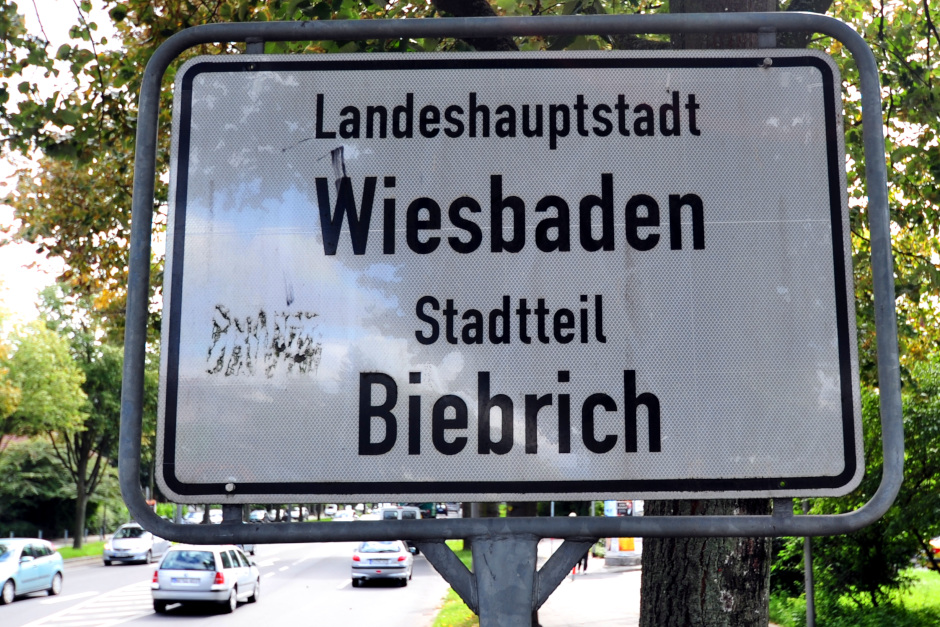 Landeshauptstadt
Wiesbaden
Stadtteil
Biebrich